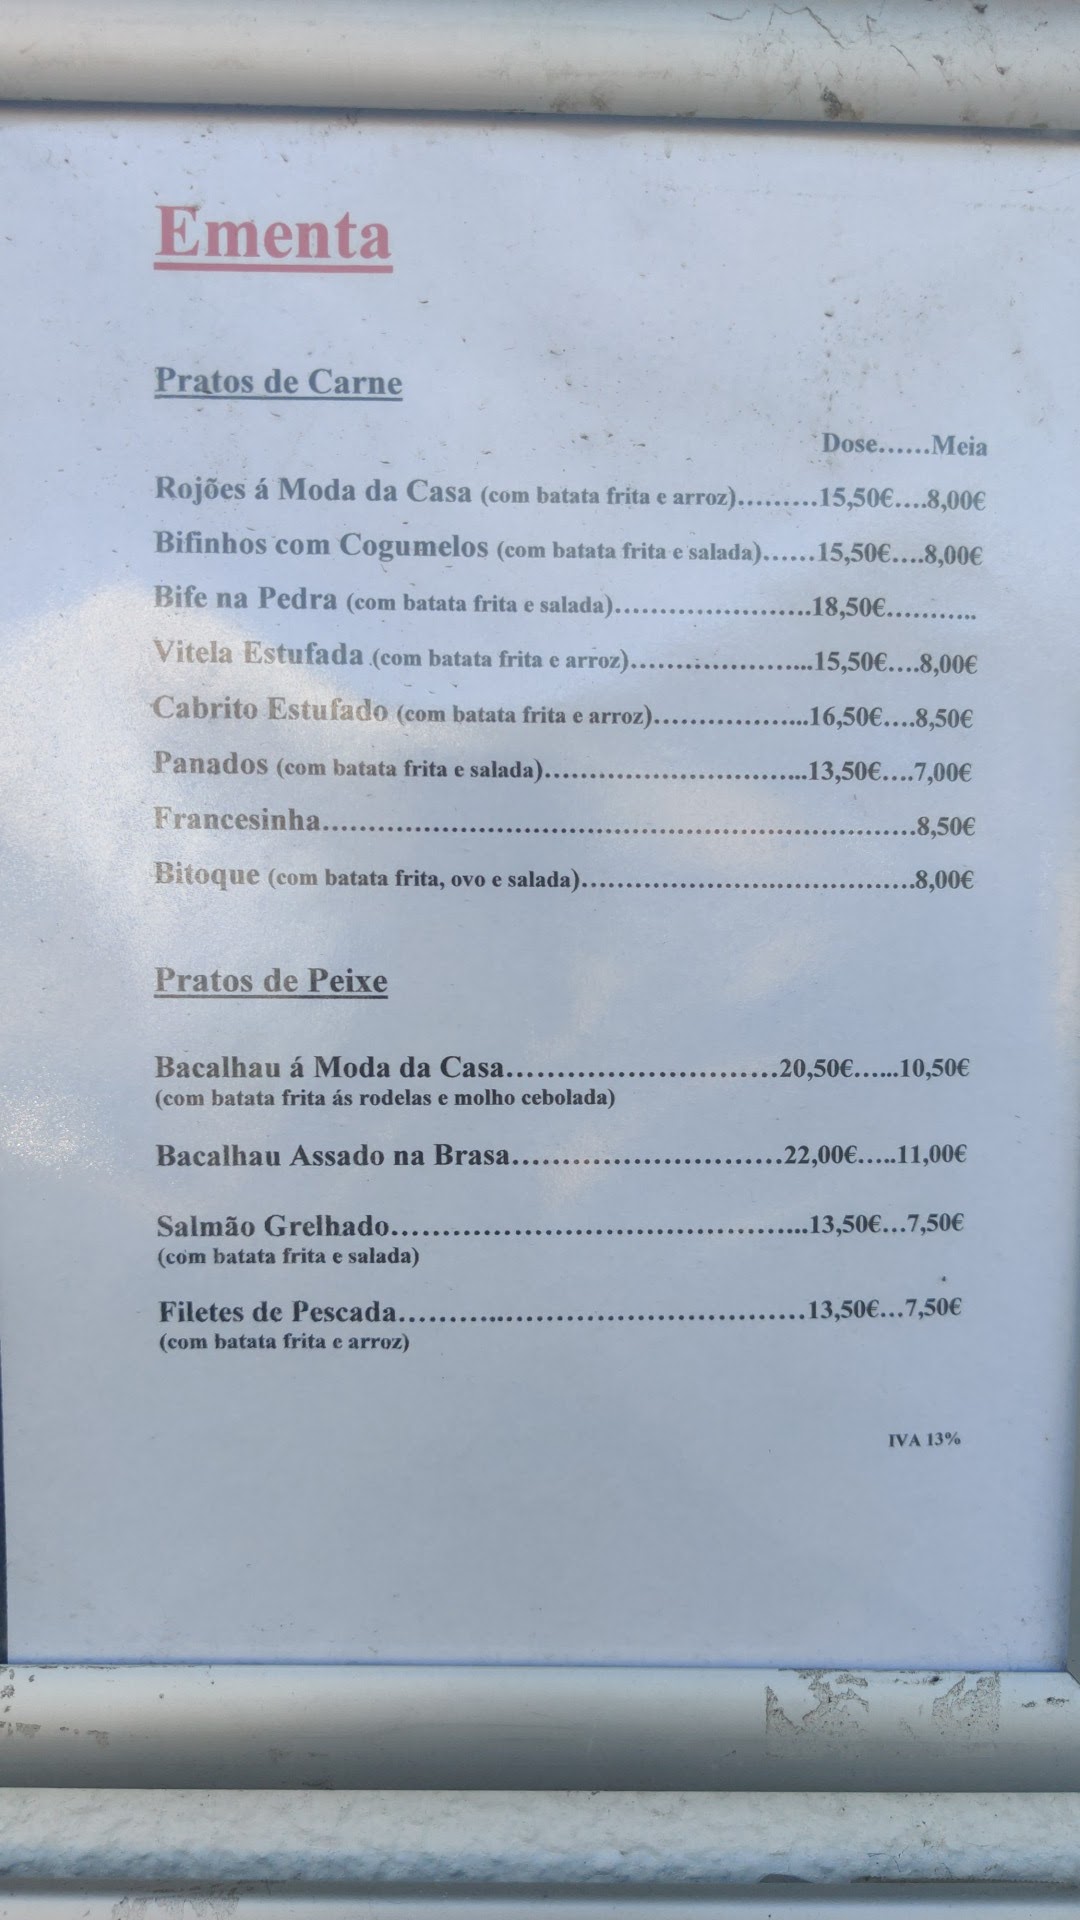 Ementa
Pratos de Carne
Dose......Meia
Rojões á Moda da Casa (com batata frita e arroz).........15,50€....8,00€
Bifinhos com Cogumelos (com batata frita e salada)......15,50€....8,00€
Bife na Pedra (com batata frita e salada)......................18,50€...........
Vitela Estufada (com batata frita e arroz)....................15,50€....8,00€
Cabrito Estufado (com batata frita e arroz).................16,50€....8,50€
Panados (com batata frita e salada).............................13,50€....7,00€
Francesinha.................................................................8,50€
Bitoque (com batata frita, ovo e salada).....................................8,00€
Pratos de Peixe
Bacalhau á Moda da Casa...........................20,50€......10,50€
(com batata frita ás rodelas e molho cebolada)
Bacalhau Assado na Brasa...........................22,00€.....11,00€
Salmão Grelhado..........................................13,50€...7,50€
(com batata frita e salada)
Filetes de Pescada.........................................13,50€...7,50€
(com batata frita e arroz)
IVA 13%